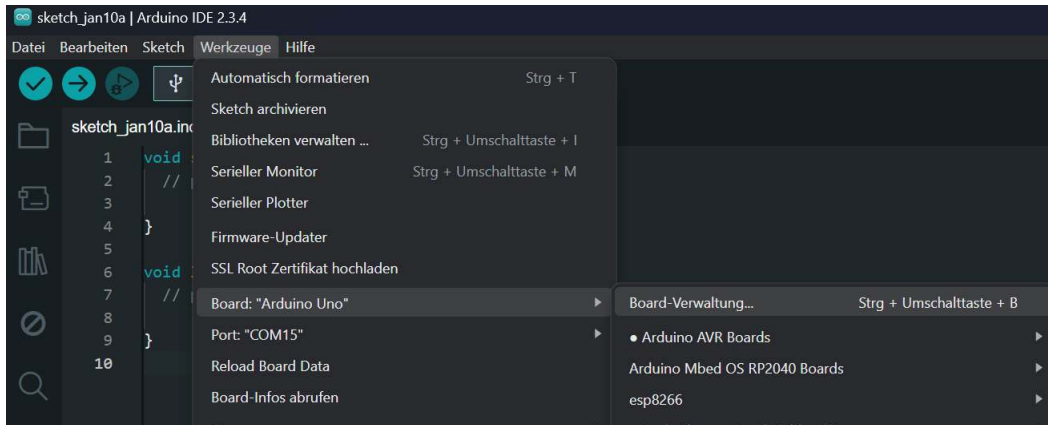 sketch_jan10a | Arduino IDE 2.3.4
Datei Bearbeiten Sketch Werkzeuge Hilfe
Automatisch formatieren Strg + T
Sketch archivieren
sketch_jan10a.ino
Bibliotheken verwalten ... Strg + Umschalttaste + I
1 void
Serieller Monitor Strg + Umschalttaste + M
2 //
3
Serieller Plotter
4 }
Firmware-Updater
5
6 void
SSL Root Zertifikat hochladen
7 //
Board: "Arduino Uno"
Board-Verwaltung... Strg + Umschalttaste + B
8
9 }
Port: "COM15"
● Arduino AVR Boards
10
Reload Board Data
Arduino Mbed OS RP2040 Boards
Board-Infos abrufen
esp8266